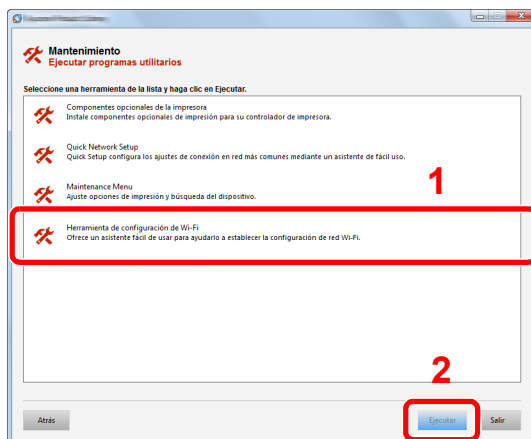 Mantenimiento
Ejecutar programas utilitarios
Seleccione una herramienta de la lista y haga clic en Ejecutar.
Componentes opcionales de la impresora
Instale componentes opcionales de impresión para su controlador de impresora.
Quick Network Setup
Quick Setup configura los ajustes de conexión en red más comunes mediante un asistente de fácil uso.
Maintenance Menu
Ajuste opciones de impresión y búsqueda del dispositivo.
1
Herramienta de configuración de Wi-Fi
Ofrece un asistente fácil de usar para ayudarlo a establecer la configuración de red Wi-Fi.
2
Atrás
Ejecutar
Salir